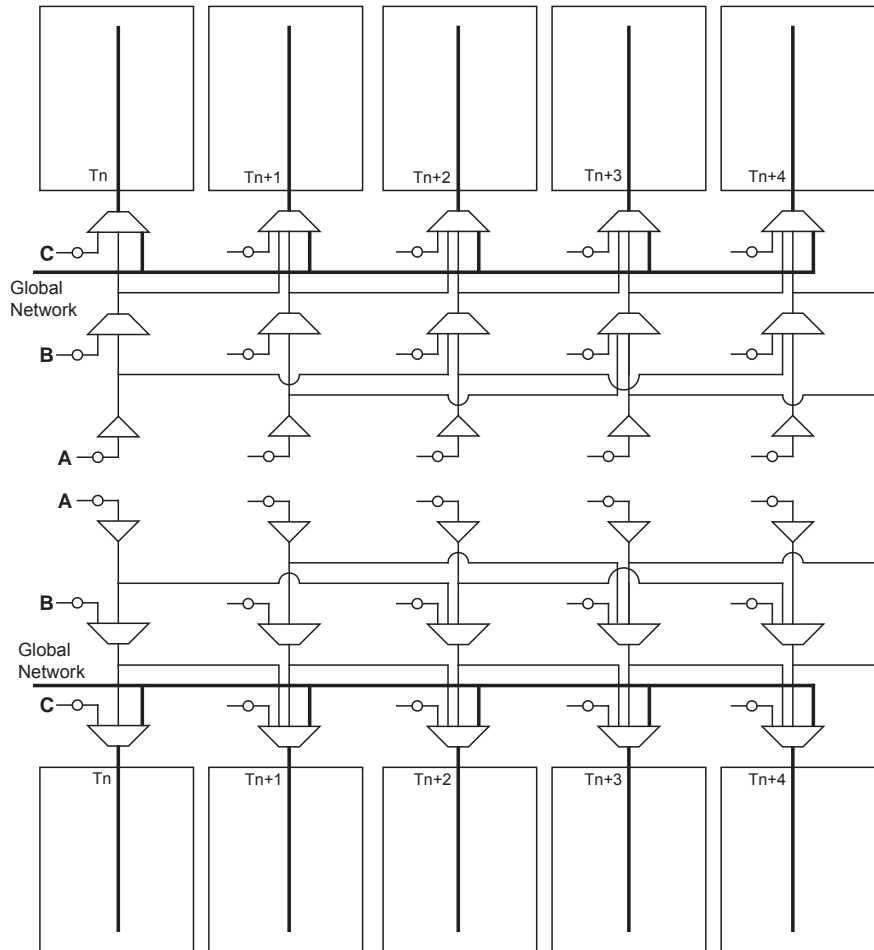 Tn
Tn+1
Tn+2
Tn+3
Tn+4
C
Global
Network
B
A
A
B
Global
Network
C
Tn
Tn+1
Tn+2
Tn+3
Tn+4